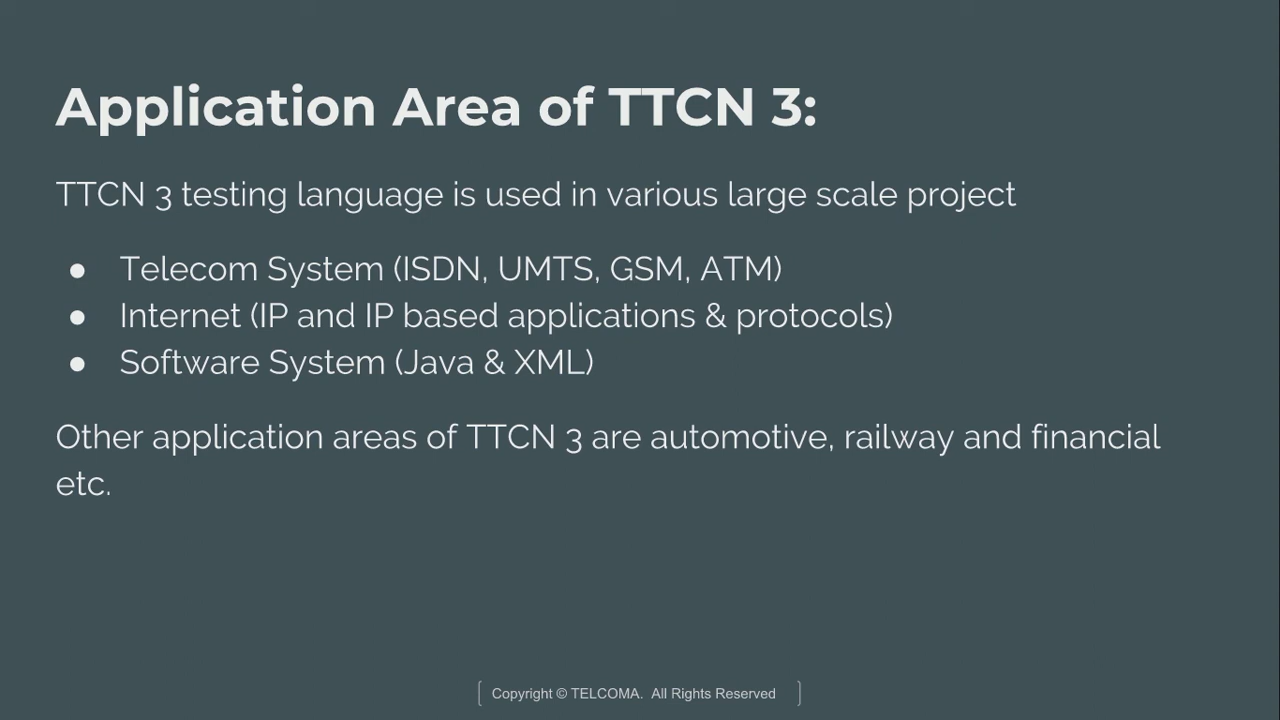 Application Area of TTCN 3:
TTCN 3 testing language is used in various large scale project
● Telecom System (ISDN, UMTS, GSM, ATM)
● Internet (IP and IP based applications & protocols)
● Software System (Java & XML)
Other application areas of TTCN 3 are automotive, railway and financial
etc.
Copyright © TELCOMA. All Rights Reserved